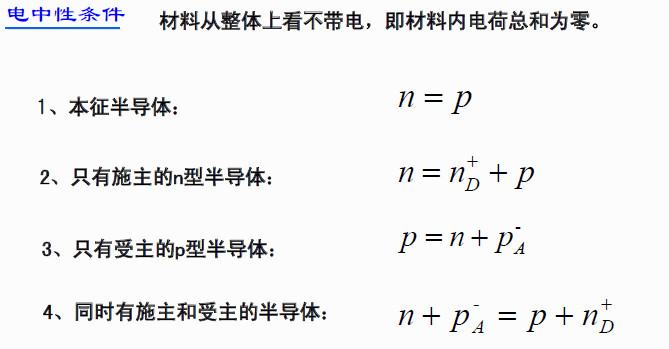 电中性条件 材料从整体上看不带电，即材料内电荷总和为零。
1、本征半导体： n = p
2、只有施主的n型半导体： n = n_D^+ + p
3、只有受主的p型半导体： p = n + p_A^-
4、同时有施主和受主的半导体： n + p_A^- = p + n_D^+